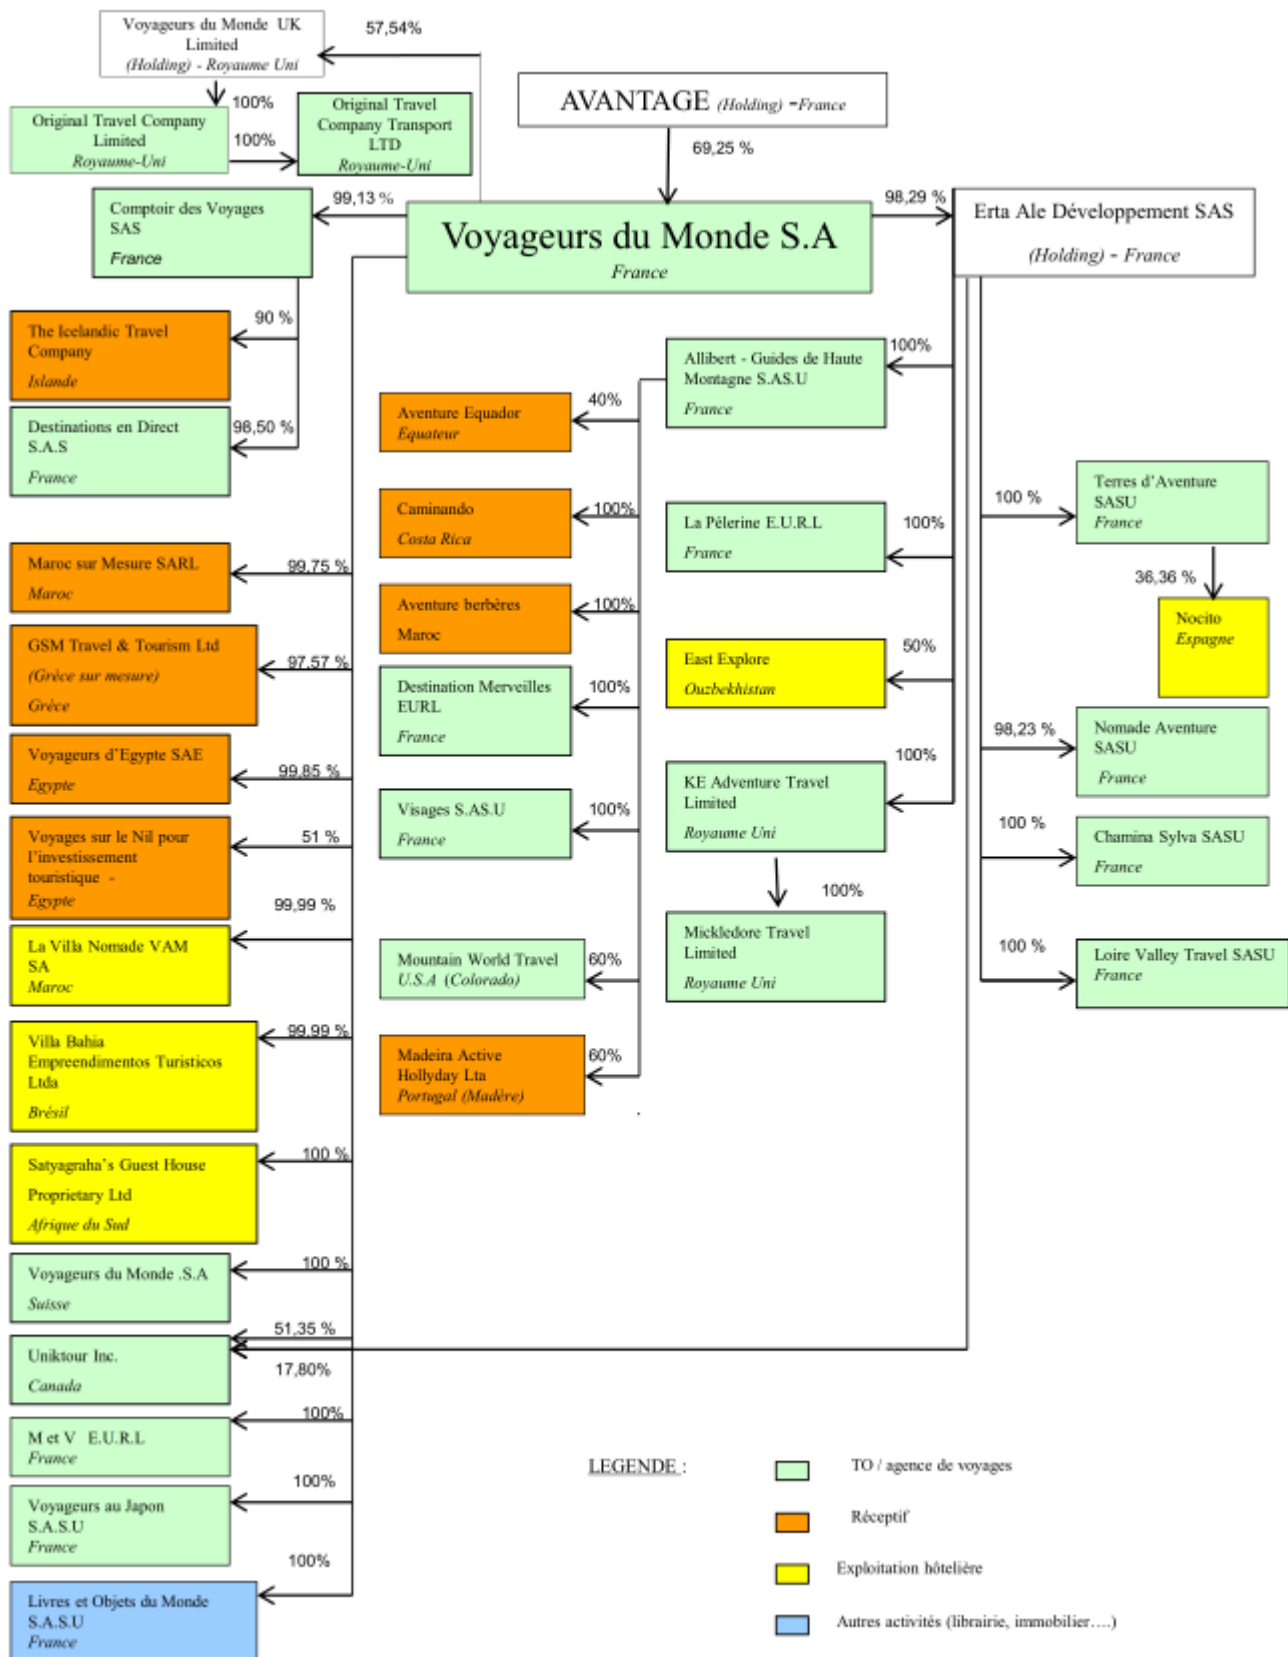 Voyageurs du Monde UK
Limited
(Holding) - Royaume Uni
57,54%
100%
Original Travel Company
Limited
Royaume-Uni
100%
Original Travel
Company Transport
LTD
Royaume-Uni
AVANTAGE (Holding) -France
69,25 %
Comptoir des Voyages
SAS
France
99,13 %
Voyageurs du Monde S.A
France
98,29 %
Erta Ale Développement SAS
(Holding) - France
The Icelandic Travel
Company
Islande
90 %
Destinations en Direct
S.A.S
France
98,50 %
Maroc sur Mesure SARL
Maroc
99,75 %
GSM Travel & Tourism Ltd
(Grèce sur mesure)
Grèce
97,57 %
Voyageurs d'Egypte SAE
Egypte
99,85 %
Voyages sur le Nil pour
l'investissement
touristique -
Egypte
51 %
99,99 %
La Villa Nomade VAM
SA
Maroc
Villa Bahia
Empreendimentos Turisticos
Ltda
Brésil
99,99 %
Satyagraha's Guest House
Proprietary Ltd
Afrique du Sud
100 %
Voyageurs du Monde .S.A
Suisse
100 %
51,35 %
Uniktour Inc.
Canada
17,80%
M et V E.U.R.L
France
100%
Voyageurs au Japon
S.A.S.U
France
100%
100%
Livres et Objets du Monde
S.A.S.U
France
Aventure Equador
Equateur
40%
Caminando
Costa Rica
100%
Aventure berbères
Maroc
100%
Destination Merveilles
EURL
France
100%
Visages S.AS.U
France
100%
Mountain World Travel
U.S.A (Colorado)
60%
Madeira Active
Hollyday Lta
Portugal (Madère)
60%
Allibert - Guides de Haute
Montagne S.AS.U
France
100%
La Pèlerine E.U.R.L
France
100%
East Explore
Ouzbekhistan
50%
KE Adventure Travel
Limited
Royaume Uni
100%
100%
Mickledore Travel
Limited
Royaume Uni
100 %
Terres d'Aventure
SASU
France
36,36 %
Nocito
Espagne
98,23 %
Nomade Aventure
SASU
France
100 %
Chamina Sylva SASU
France
100 %
Loire Valley Travel SASU
France
LEGENDE :
TO / agence de voyages
Réceptif
Exploitation hôtelière
Autres activités (librairie, immobilier….)